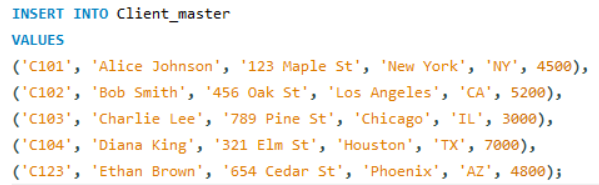 INSERT INTO Client_master
VALUES
('C101', 'Alice Johnson', '123 Maple St', 'New York', 'NY', 4500),
('C102', 'Bob Smith', '456 Oak St', 'Los Angeles', 'CA', 5200),
('C103', 'Charlie Lee', '789 Pine St', 'Chicago', 'IL', 3000),
('C104', 'Diana King', '321 Elm St', 'Houston', 'TX', 7000),
('C123', 'Ethan Brown', '654 Cedar St', 'Phoenix', 'AZ', 4800);